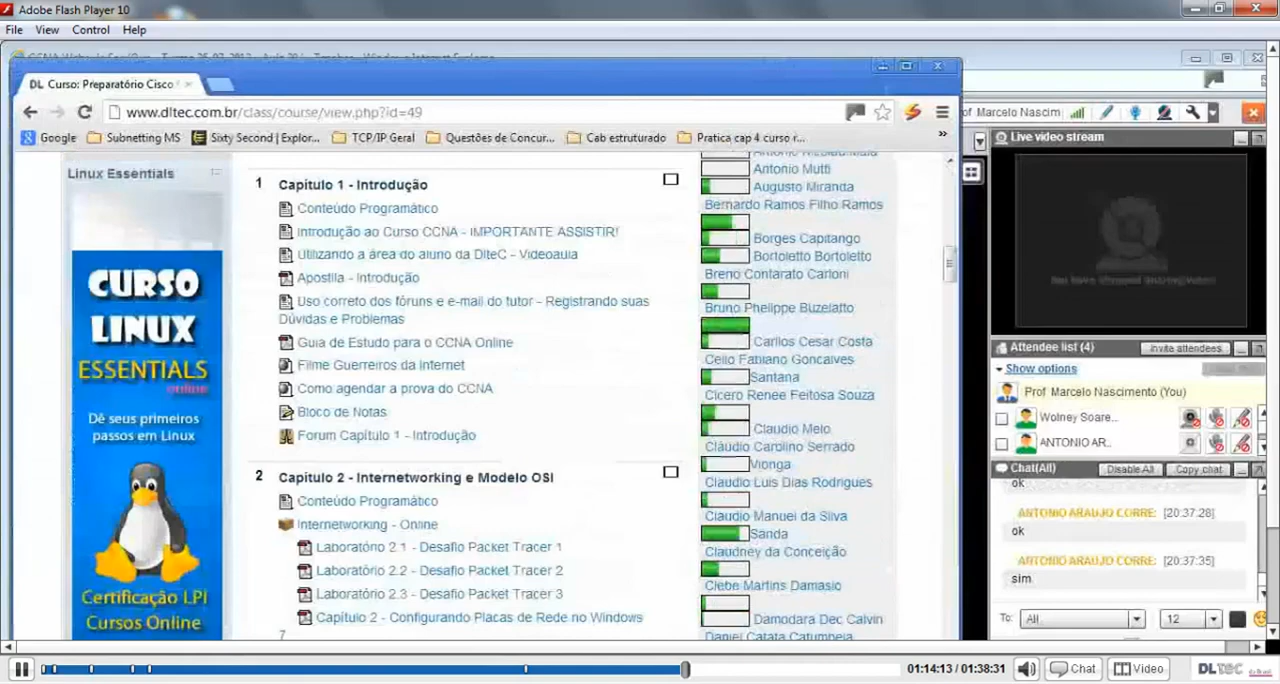 Adobe Flash Player 10
File View Control Help
DL Curso: Preparatório Cisco
www.dltec.com.br/class/course/view.php?id=49
Prof Marcelo Nascim
Google Subnetting MS Sixty Second | Explor... TCP/IP Geral Questões de Concur... Cab estruturado Pratica cap 4 curso r... »
Linux Essentials
CURSO
LINUX
ESSENTIALS
online
Dê seus primeiros
passos em Linux
Certificação LPI
Cursos Online
1 Capítulo 1 - Introdução
Conteúdo Programático
Introdução ao Curso CCNA - IMPORTANTE ASSISTIR!
Utilizando a área do aluno da DlteC - Videoaula
Apostila - Introdução
Uso correto dos fóruns e e-mail do tutor - Registrando suas
Dúvidas e Problemas
Guia de Estudo para o CCNA Online
Filme Guerreiros da Internet
Como agendar a prova do CCNA
Bloco de Notas
Forum Capítulo 1 - Introdução
2 Capítulo 2 - Internetworking e Modelo OSI
Conteúdo Programático
Internetworking - Online
Laboratório 2.1 - Desafio Packet Tracer 1
Laboratório 2.2 - Desafio Packet Tracer 2
Laboratório 2.3 - Desafio Packet Tracer 3
Capítulo 2 - Configurando Placas de Rede no Windows
7
Antonio Mutti
Augusto Miranda
Bernardo Ramos Filho Ramos
Borges Capitango
Bortoletto Bortoletto
Breno Contarato Carloni
Bruno Phelippe Buzelatto
Carllos Cesar Costa
Celio Fabiano Goncalves
Santana
Cicero Renee Feitosa Souza
Claudio Melo
Cláudio Carolino Serrado
Vionga
Claudio Luis Dias Rodrigues
Claudio Manuel da Silva
Sanda
Claudney da Conceição
Clebe Martins Damasio
Damodara Dec Calvin
Daniel Catata Catumbela
Live video stream
Attendee list (4) Invite attendees
Show options
Prof Marcelo Nascimento (You)
Wolney Soare..
ANTONIO AR..
Chat(All) Disable All Copy chat
ok
ANTONIO ARAUJO CORRE: [20:37:28]
ok
ANTONIO ARAUJO CORRE: [20:37:35]
sim
To: All 12
01:14:13 / 01:38:31 Chat Video DLTEC do Brasil